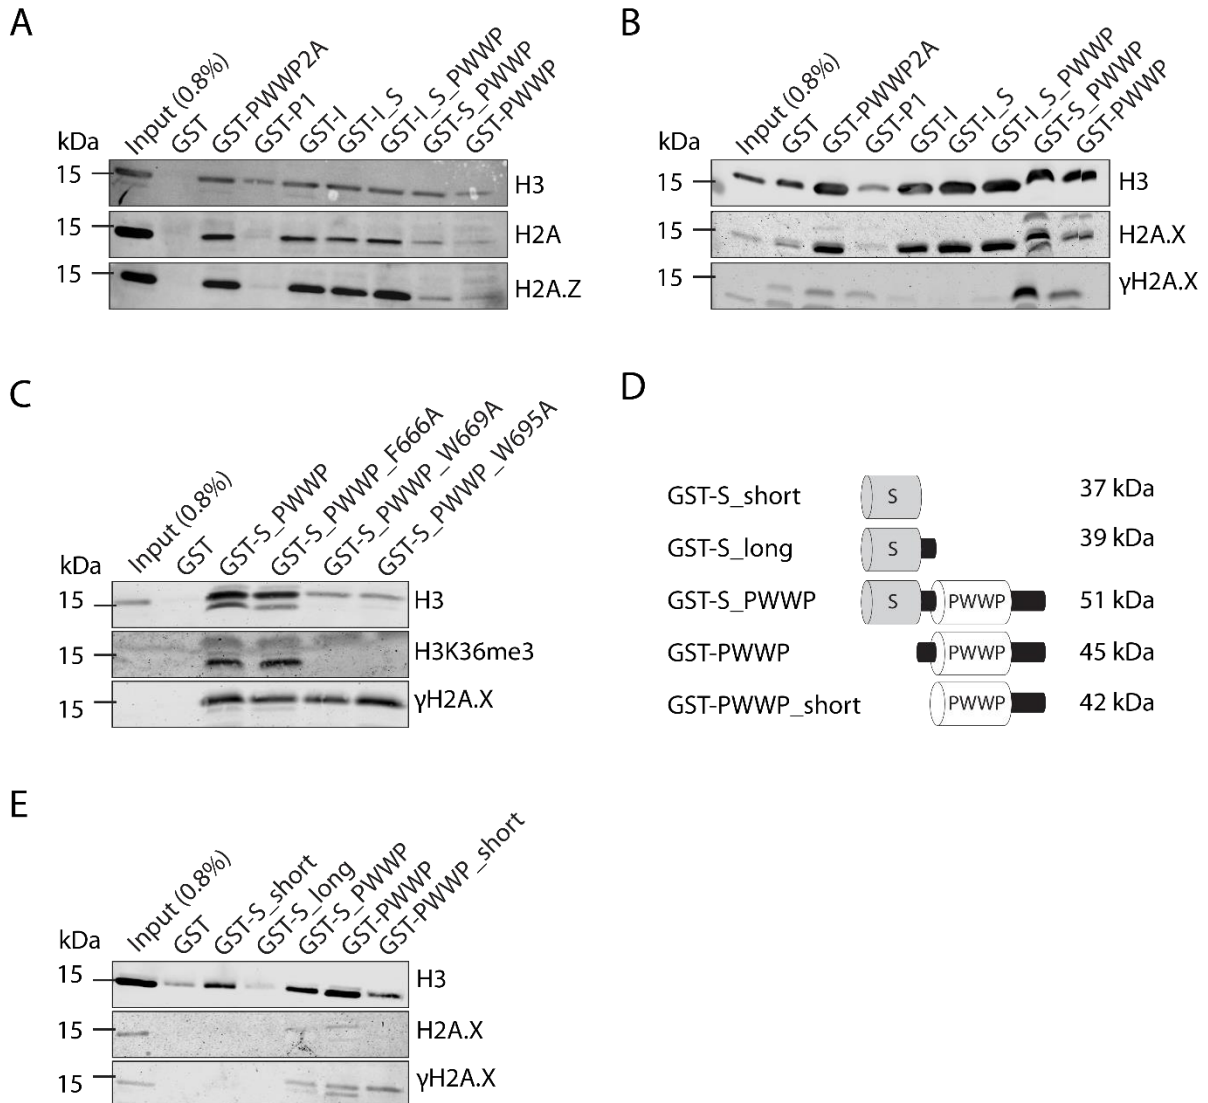 A
Input (0.8%)
GST
GST-PWWP2A
GST-P1
GST-I
GST-I_S
GST-I_S_PWWP
GST-S_PWWP
GST-PWWP
kDa
15
H3
15
H2A
15
H2A.Z
B
Input (0.8%)
GST
GST-PWWP2A
GST-P1
GST-I
GST-I_S
GST-I_S_PWWP
GST-S_PWWP
GST-PWWP
kDa
15
H3
15
H2A.X
15
γH2A.X
C
Input (0.8%)
GST
GST-S_PWWP
GST-S_PWWP_F666A
GST-S_PWWP_W669A
GST-S_PWWP_W695A
kDa
15
H3
15
H3K36me3
15
γH2A.X
D
GST-S_short S 37 kDa
GST-S_long S 39 kDa
GST-S_PWWP S PWWP 51 kDa
GST-PWWP PWWP 45 kDa
GST-PWWP_short PWWP 42 kDa
E
Input (0.8%)
GST
GST-S_short
GST-S_long
GST-S_PWWP
GST-PWWP
GST-PWWP_short
kDa
15
H3
15
H2A.X
15
γH2A.X